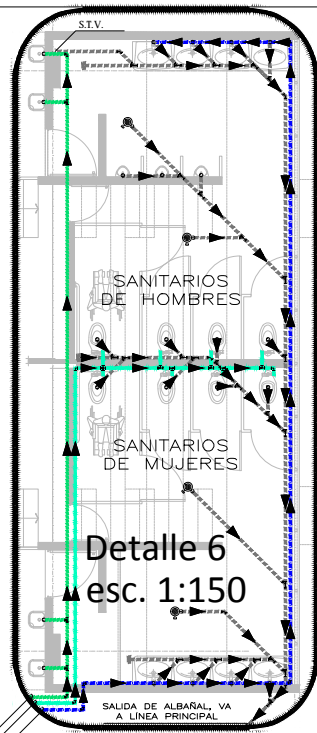 S.T.V.
SANITARIOS
DE HOMBRES
SANITARIOS
DE MUJERES
Detalle 6
esc. 1:150
SALIDA DE ALBAÑAL, VA
A LÍNEA PRINCIPAL